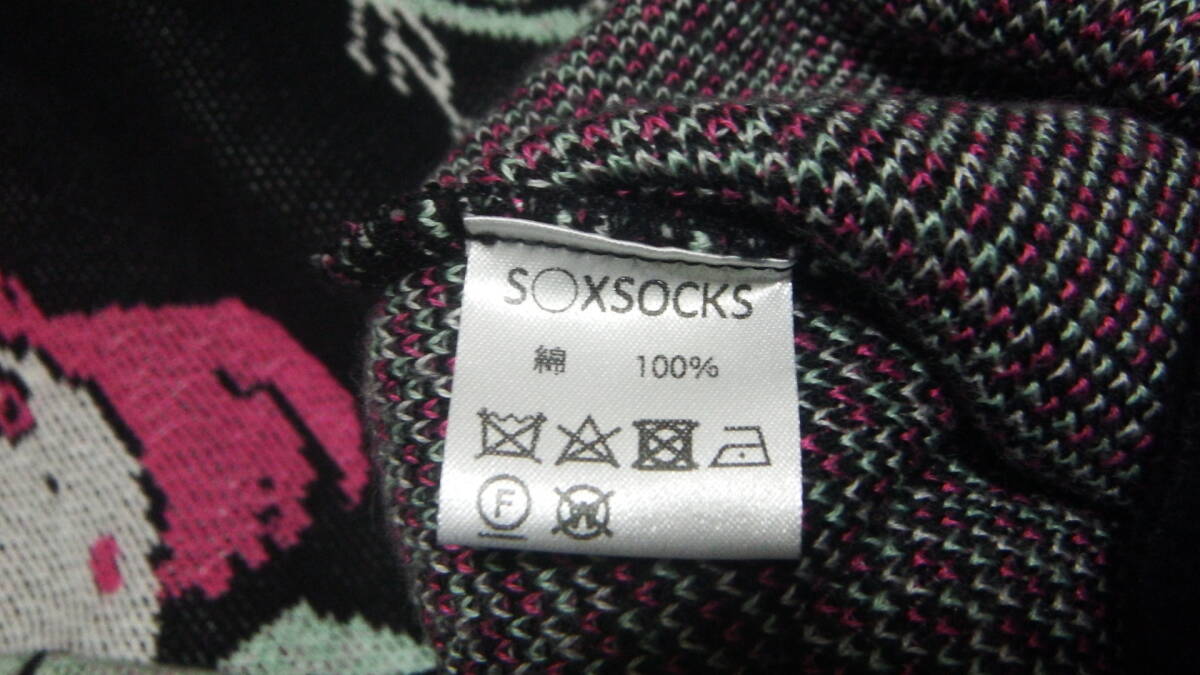 S○XSOCKS
綿 100%
F W